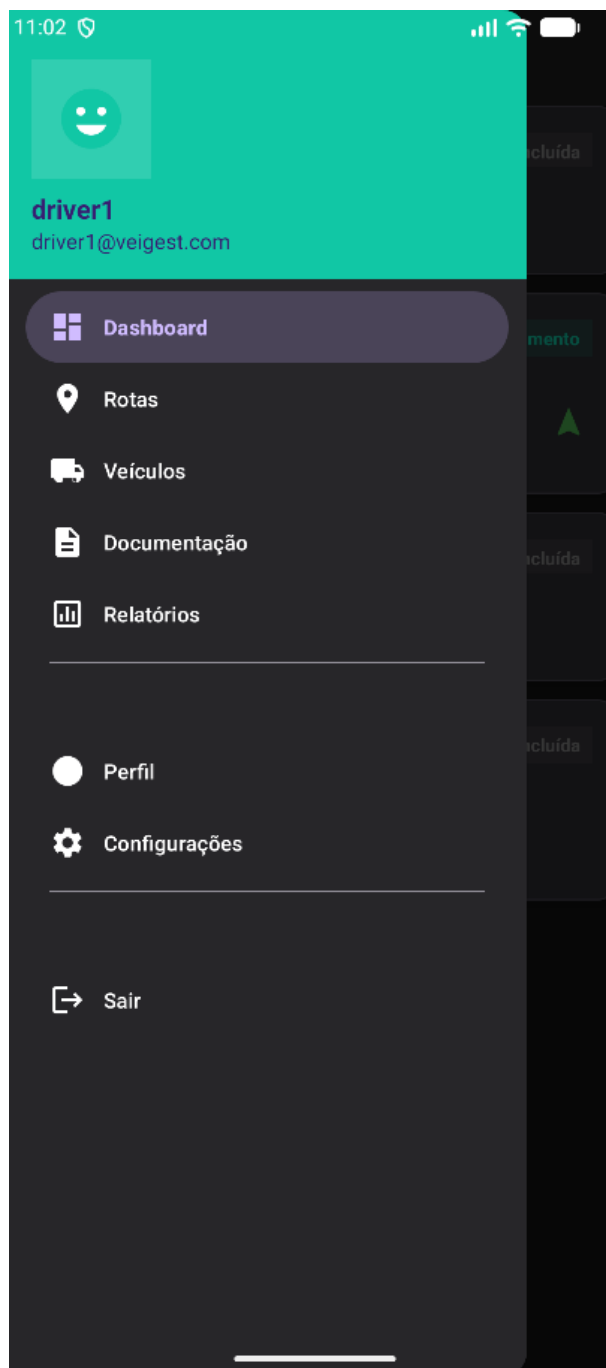 11:02
driver1
driver1@veigest.com
Dashboard
Rotas
Veículos
Documentação
Relatórios
Perfil
Configurações
Sair